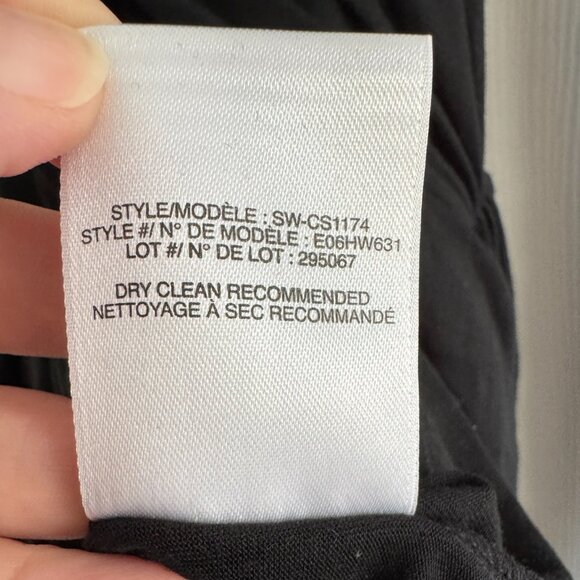 STYLE/MODÈLE : SW-CS1174
STYLE #/ N° DE MODÈLE : E06HW631
LOT #/ N° DE LOT : 295067
DRY CLEAN RECOMMENDED
NETTOYAGE À SEC RECOMMANDÉ